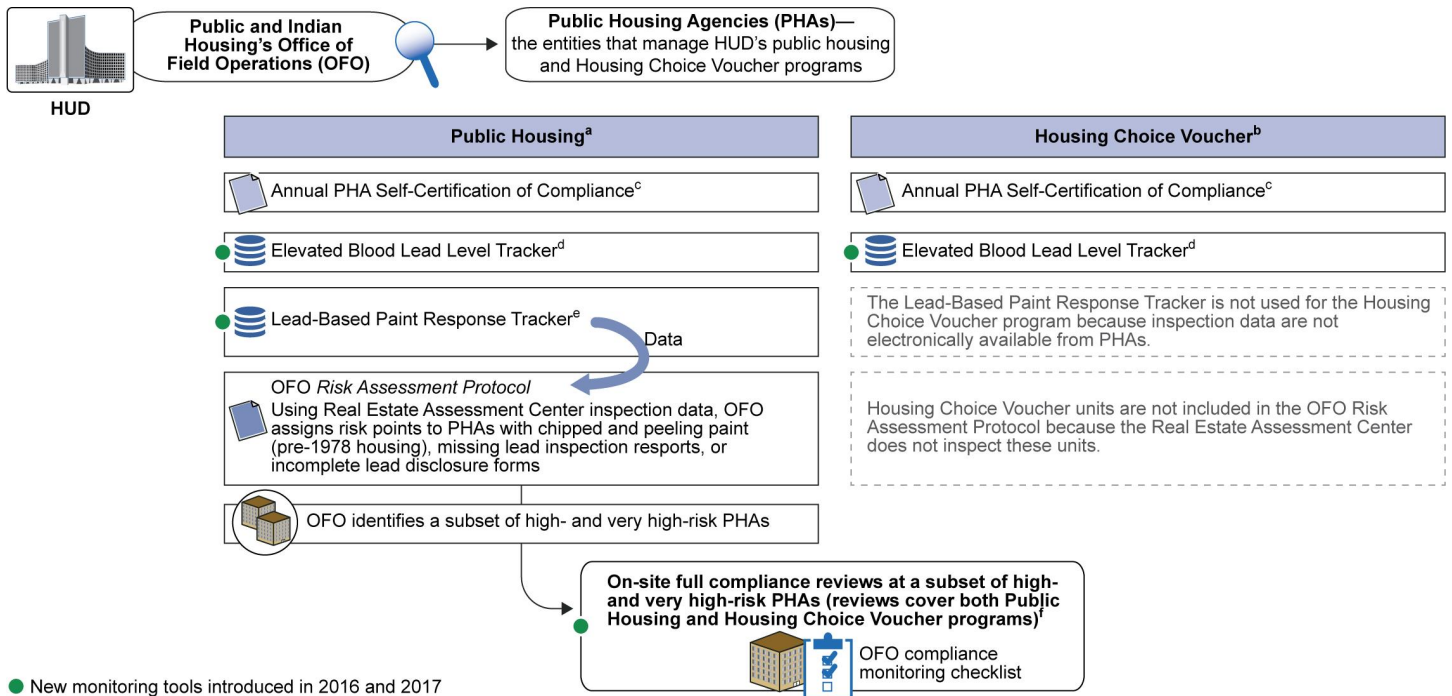 Public and Indian
Housing's Office of
Field Operations (OFO)
HUD
Public Housing Agencies (PHAs)—
the entities that manage HUD's public housing
and Housing Choice Voucher programs
Public Housingᵃ
Annual PHA Self-Certification of Complianceᶜ
Elevated Blood Lead Level Trackerᵈ
Lead-Based Paint Response Trackerᵉ
Data
OFO Risk Assessment Protocol
Using Real Estate Assessment Center inspection data, OFO
assigns risk points to PHAs with chipped and peeling paint
(pre-1978 housing), missing lead inspection resports, or
incomplete lead disclosure forms
OFO identifies a subset of high- and very high-risk PHAs
Housing Choice Voucherᵇ
Annual PHA Self-Certification of Complianceᶜ
Elevated Blood Lead Level Trackerᵈ
The Lead-Based Paint Response Tracker is not used for the Housing
Choice Voucher program because inspection data are not
electronically available from PHAs.
Housing Choice Voucher units are not included in the OFO Risk
Assessment Protocol because the Real Estate Assessment Center
does not inspect these units.
On-site full compliance reviews at a subset of high-
and very high-risk PHAs (reviews cover both Public
Housing and Housing Choice Voucher programs)ᶠ
OFO compliance
monitoring checklist
New monitoring tools introduced in 2016 and 2017